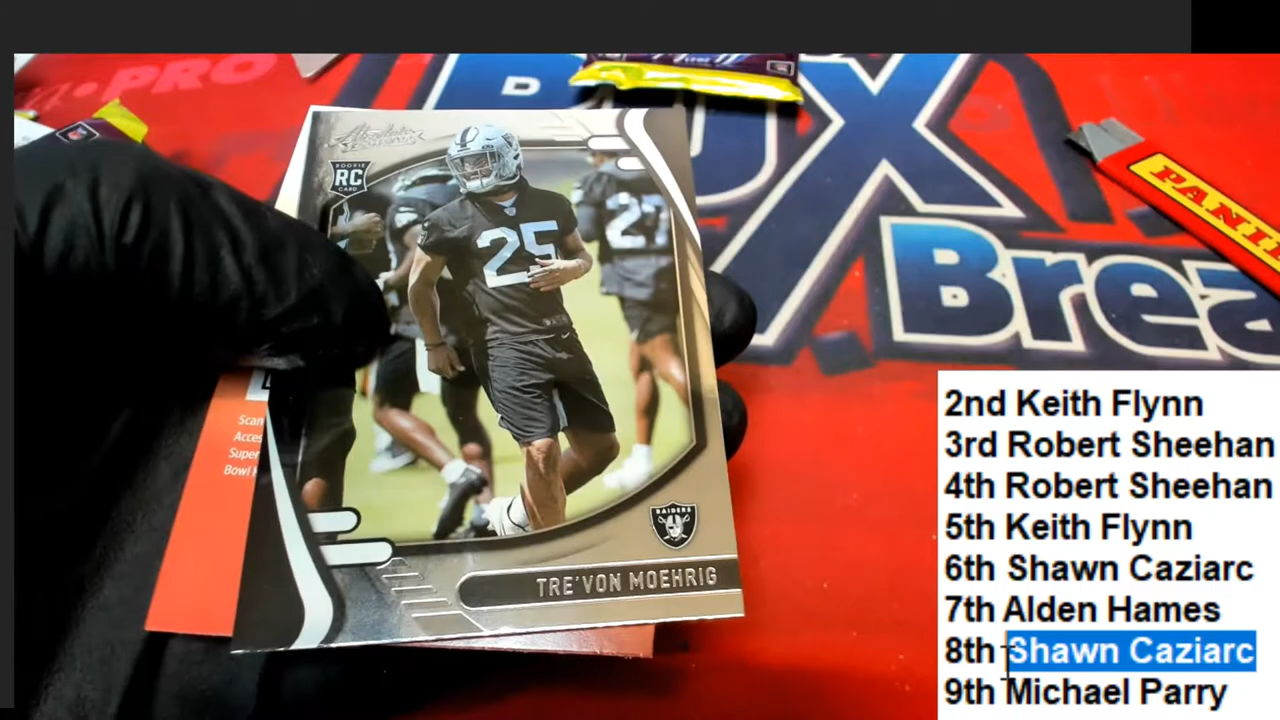 PRO
B X
Brea
PANINI
Absolute
ROOKIE
RC
CARD
25
27
RAIDERS
TRE'VON MOEHRIG
Scan
Acces
Super
Bowl
2nd Keith Flynn
3rd Robert Sheehan
4th Robert Sheehan
5th Keith Flynn
6th Shawn Caziarc
7th Alden Hames
8th Shawn Caziarc
9th Michael Parry